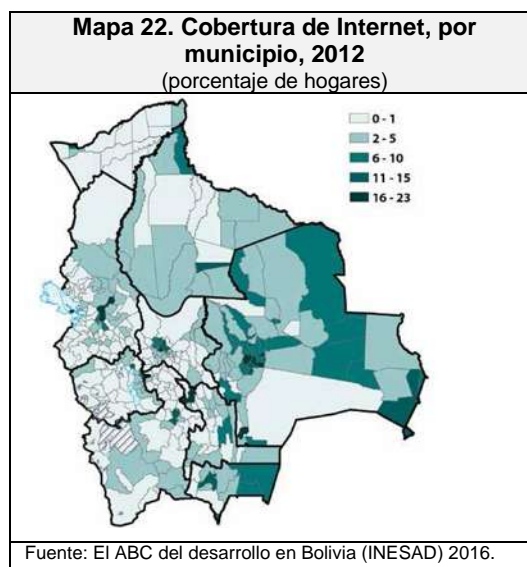 Mapa 22. Cobertura de Internet, por
municipio, 2012
(porcentaje de hogares)
0 - 1
2 - 5
6 - 10
11 - 15
16 - 23
Fuente: El ABC del desarrollo en Bolivia (INESAD) 2016.